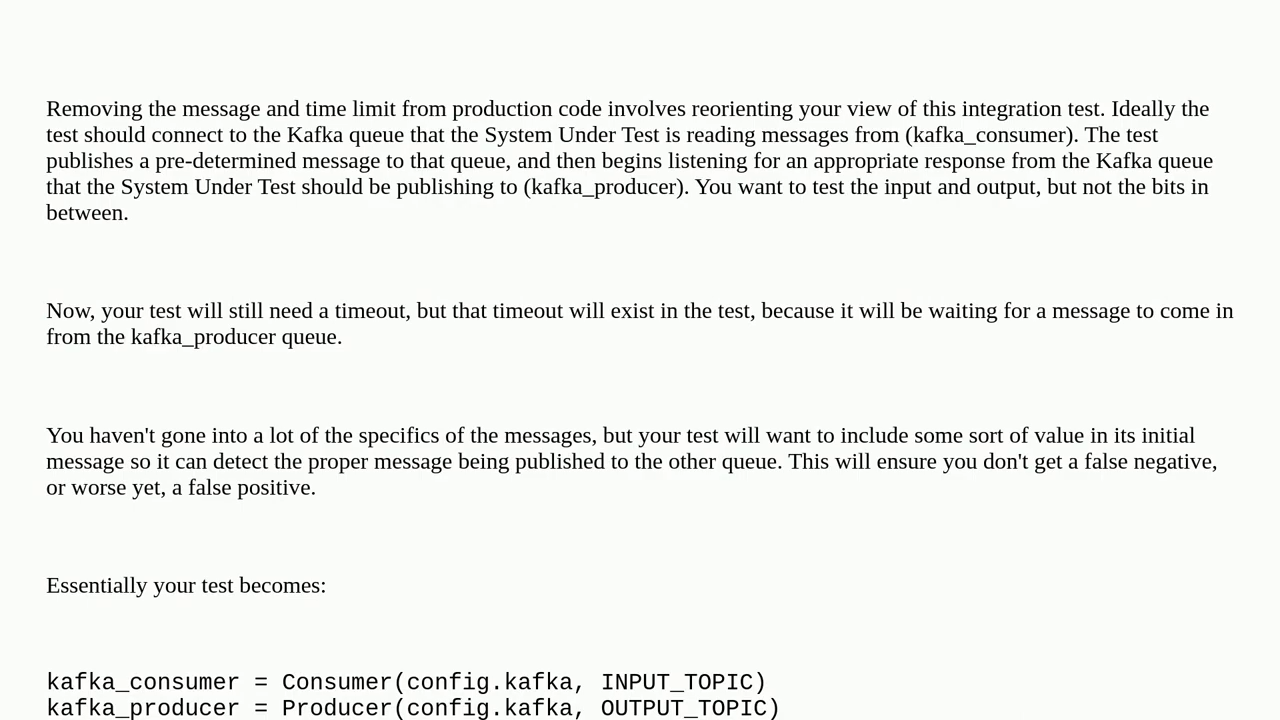 Removing the message and time limit from production code involves reorienting your view of this integration test. Ideally the
test should connect to the Kafka queue that the System Under Test is reading messages from (kafka_consumer). The test
publishes a pre-determined message to that queue, and then begins listening for an appropriate response from the Kafka queue
that the System Under Test should be publishing to (kafka_producer). You want to test the input and output, but not the bits in
between.
Now, your test will still need a timeout, but that timeout will exist in the test, because it will be waiting for a message to come in
from the kafka_producer queue.
You haven't gone into a lot of the specifics of the messages, but your test will want to include some sort of value in its initial
message so it can detect the proper message being published to the other queue. This will ensure you don't get a false negative,
or worse yet, a false positive.
Essentially your test becomes:
kafka_consumer = Consumer(config.kafka, INPUT_TOPIC)
kafka_producer = Producer(config.kafka, OUTPUT_TOPIC)